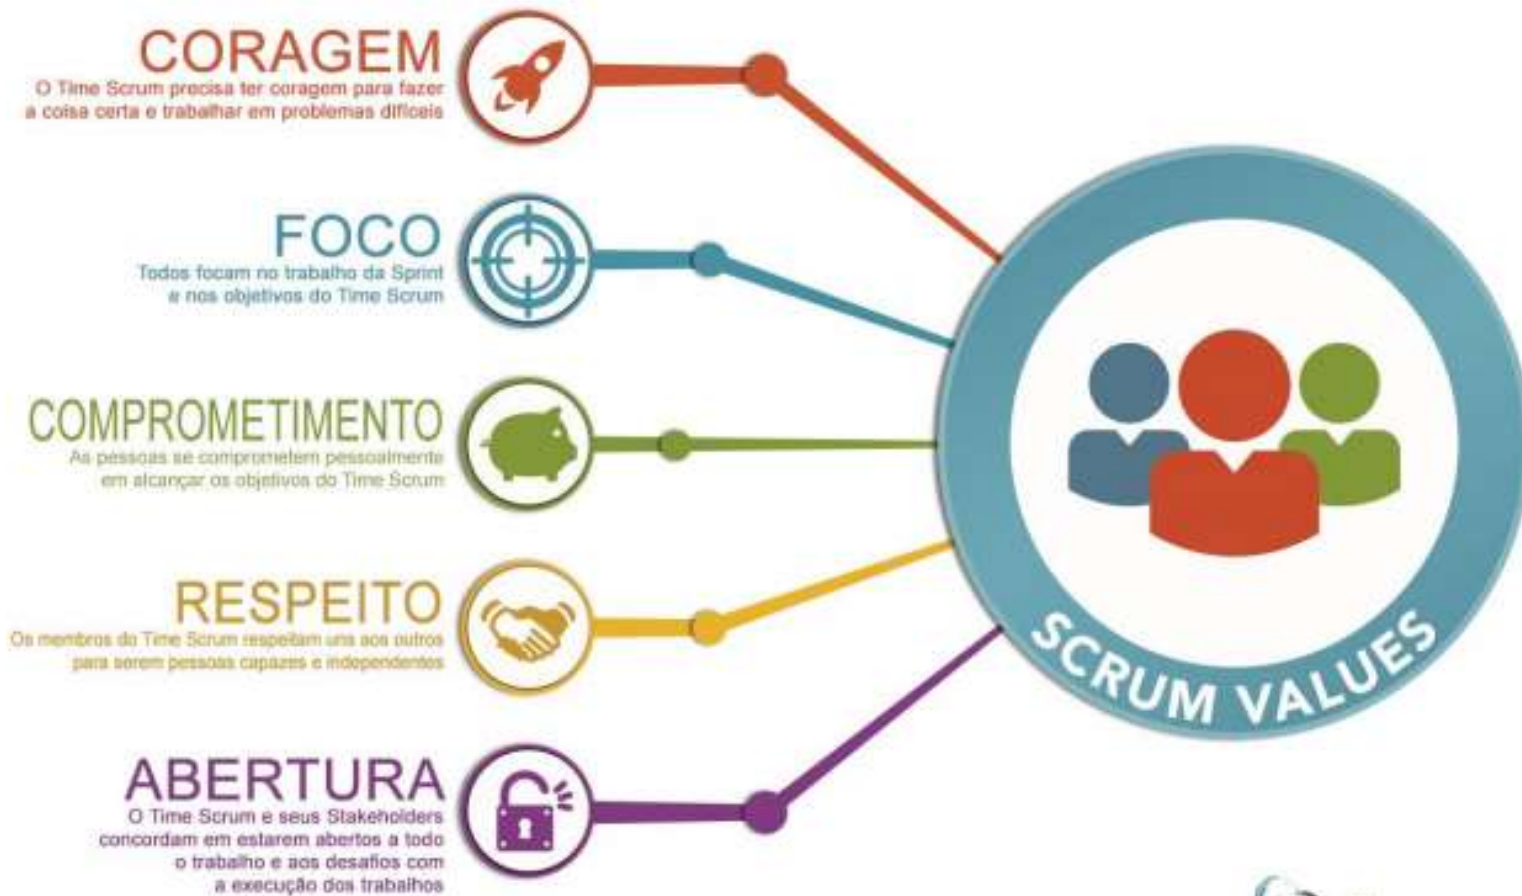 CORAGEM
O Time Scrum precisa ter coragem para fazer
a coisa certa e trabalhar em problemas difíceis
FOCO
Todos focam no trabalho da Sprint
e nos objetivos do Time Scrum
COMPROMETIMENTO
As pessoas se comprometem pessoalmente
em alcançar os objetivos do Time Scrum
RESPEITO
Os membros do Time Scrum respeitam uns aos outros
para serem pessoas capazes e independentes
ABERTURA
O Time Scrum e seus Stakeholders
concordam em estarem abertos a todo
o trabalho e aos desafios com
a execução dos trabalhos
SCRUM VALUES